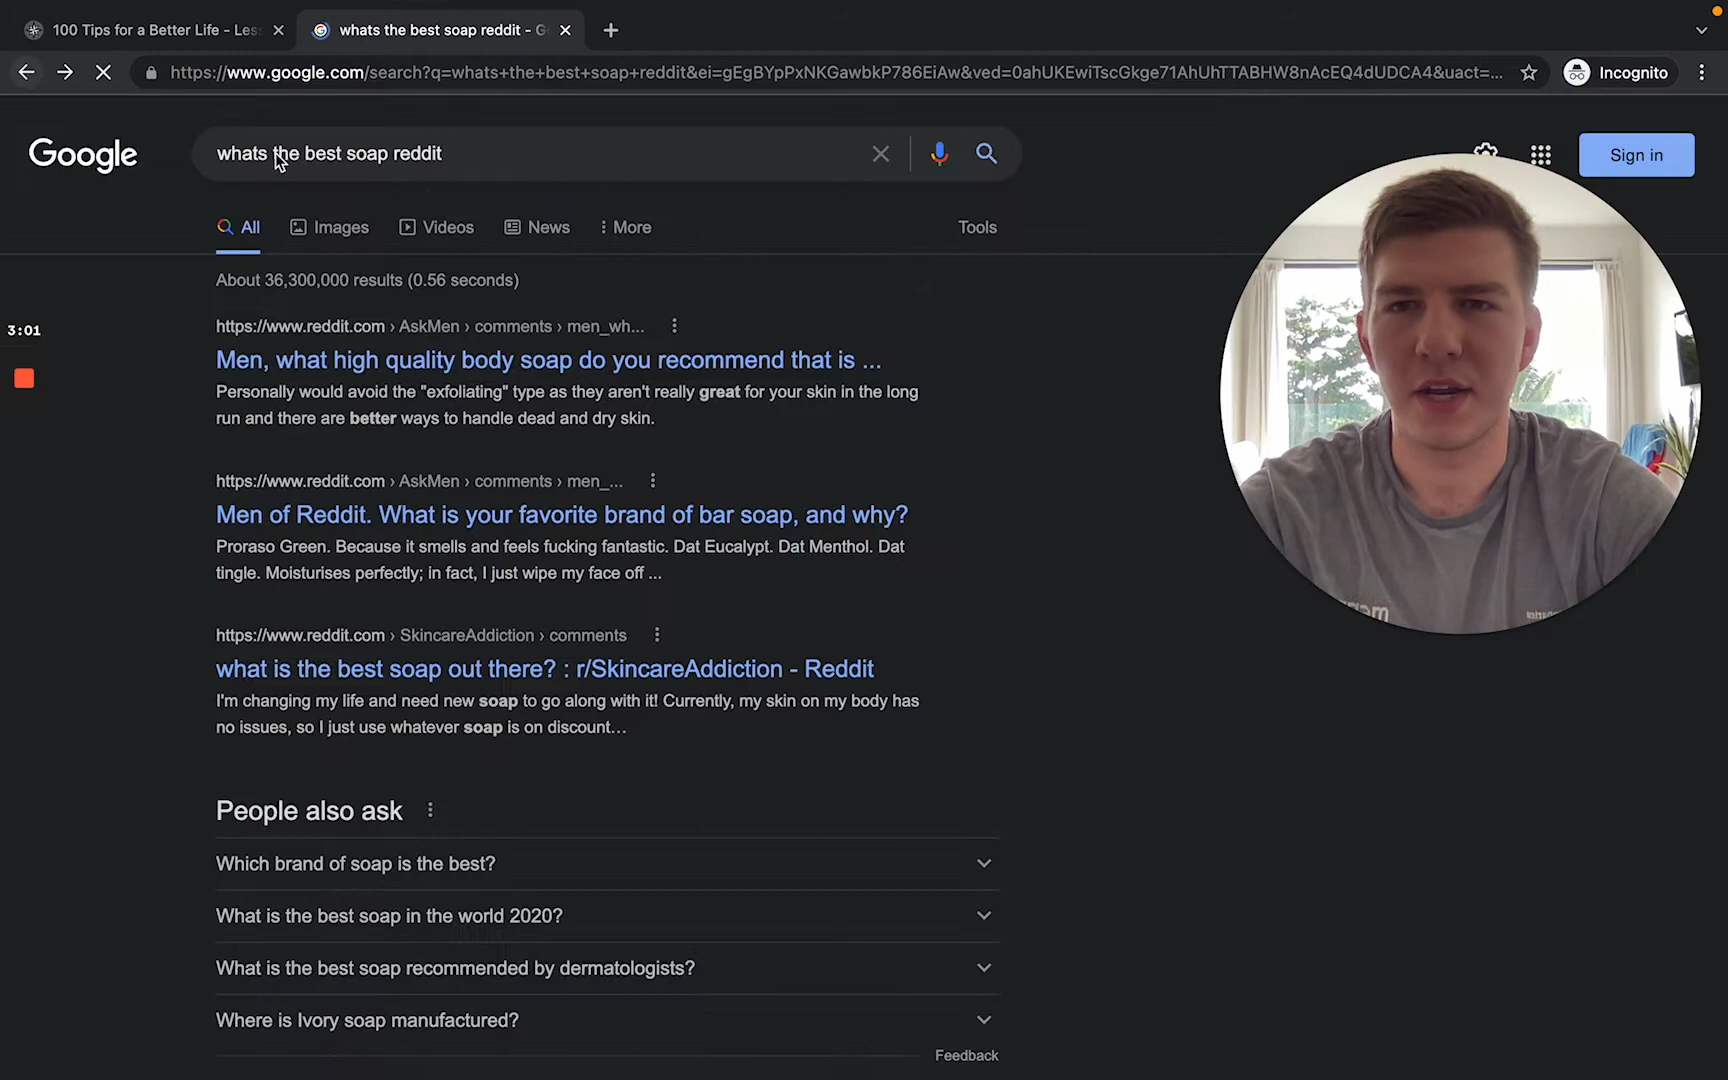 100 Tips for a Better Life - Les
whats the best soap reddit - G
https://www.google.com/search?q=whats+the+best+soap+reddit&ei=gEgBYpPxNKGawbkP786EiAw&ved=0ahUKEwiTscGkge71AhUhTTABHW8nAcEQ4dUDCA4&uact=...
Incognito
Google
whats the best soap reddit
Sign in
All
Images
Videos
News
More
Tools
About 36,300,000 results (0.56 seconds)
3:01
https://www.reddit.com › AskMen › comments › men_wh...
Men, what high quality body soap do you recommend that is ...
Personally would avoid the "exfoliating" type as they aren't really great for your skin in the long
run and there are better ways to handle dead and dry skin.
https://www.reddit.com › AskMen › comments › men_...
Men of Reddit. What is your favorite brand of bar soap, and why?
Proraso Green. Because it smells and feels fucking fantastic. Dat Eucalypt. Dat Menthol. Dat
tingle. Moisturises perfectly; in fact, I just wipe my face off ...
https://www.reddit.com › SkincareAddiction › comments
what is the best soap out there? : r/SkincareAddiction - Reddit
I'm changing my life and need new soap to go along with it! Currently, my skin on my body has
no issues, so I just use whatever soap is on discount...
People also ask
Which brand of soap is the best?
What is the best soap in the world 2020?
What is the best soap recommended by dermatologists?
Where is Ivory soap manufactured?
Feedback